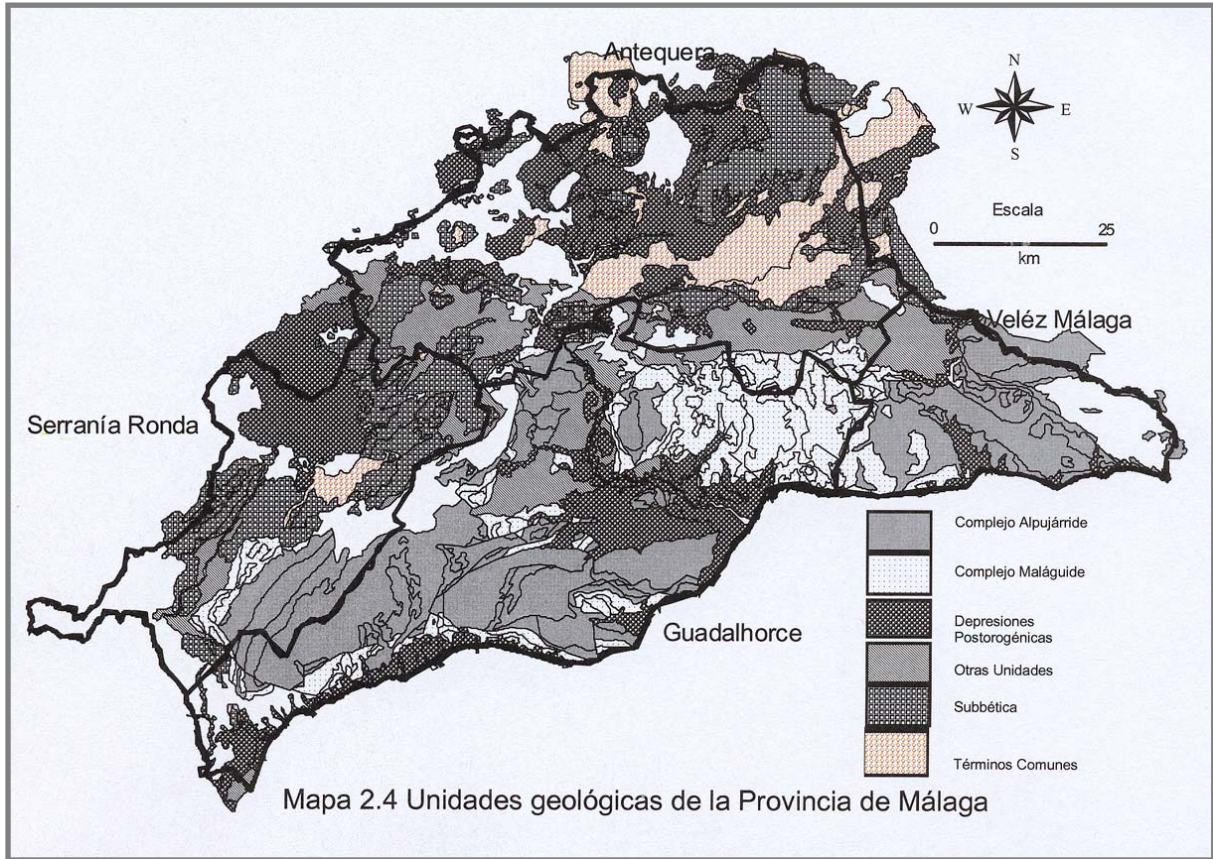 Antequera
N
W
E
S
Escala
0
25
km
Veléz Málaga
Serranía Ronda
Guadalhorce
Complejo Alpujárride
Complejo Maláguide
Depresiones
Postorogénicas
Otras Unidades
Subbética
Términos Comunes
Mapa 2.4 Unidades geológicas de la Provincia de Málaga